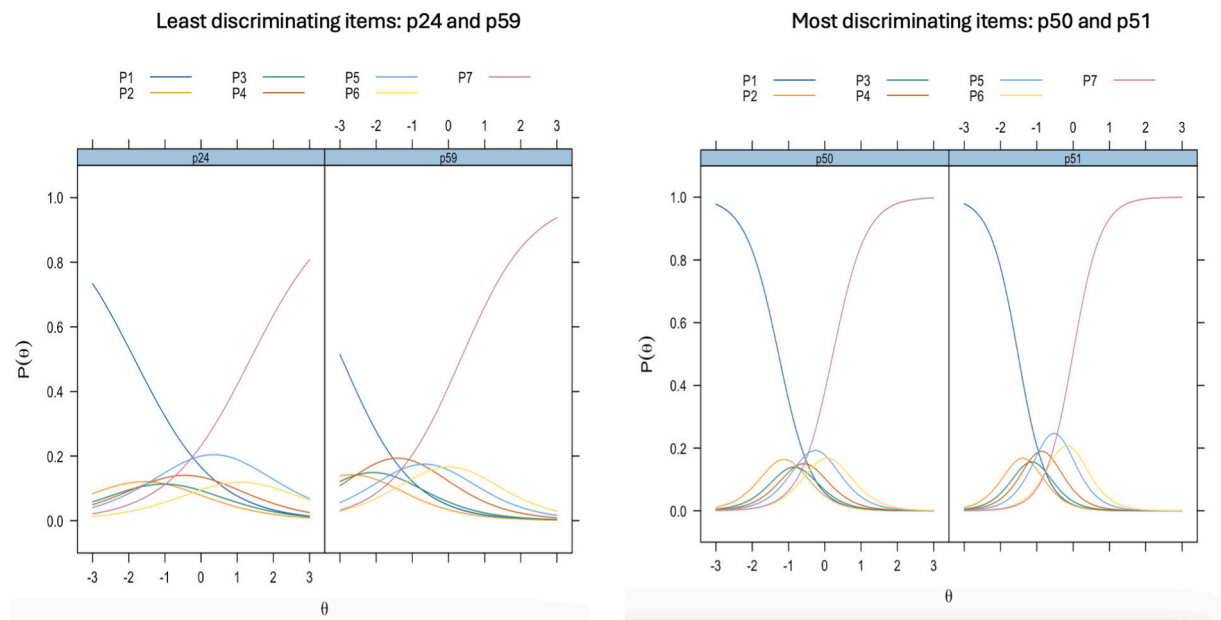 Least discriminating items: p24 and p59
P1 P3 P5 P7
P2 P4 P6
-3 -2 -1 0 1 2 3
p24 p59
P(θ)
1.0
0.8
0.6
0.4
0.2
0.0
-3 -2 -1 0 1 2 3
θ
Most discriminating items: p50 and p51
P1 P3 P5 P7
P2 P4 P6
-3 -2 -1 0 1 2 3
p50 p51
P(θ)
1.0
0.8
0.6
0.4
0.2
0.0
-3 -2 -1 0 1 2 3
θ